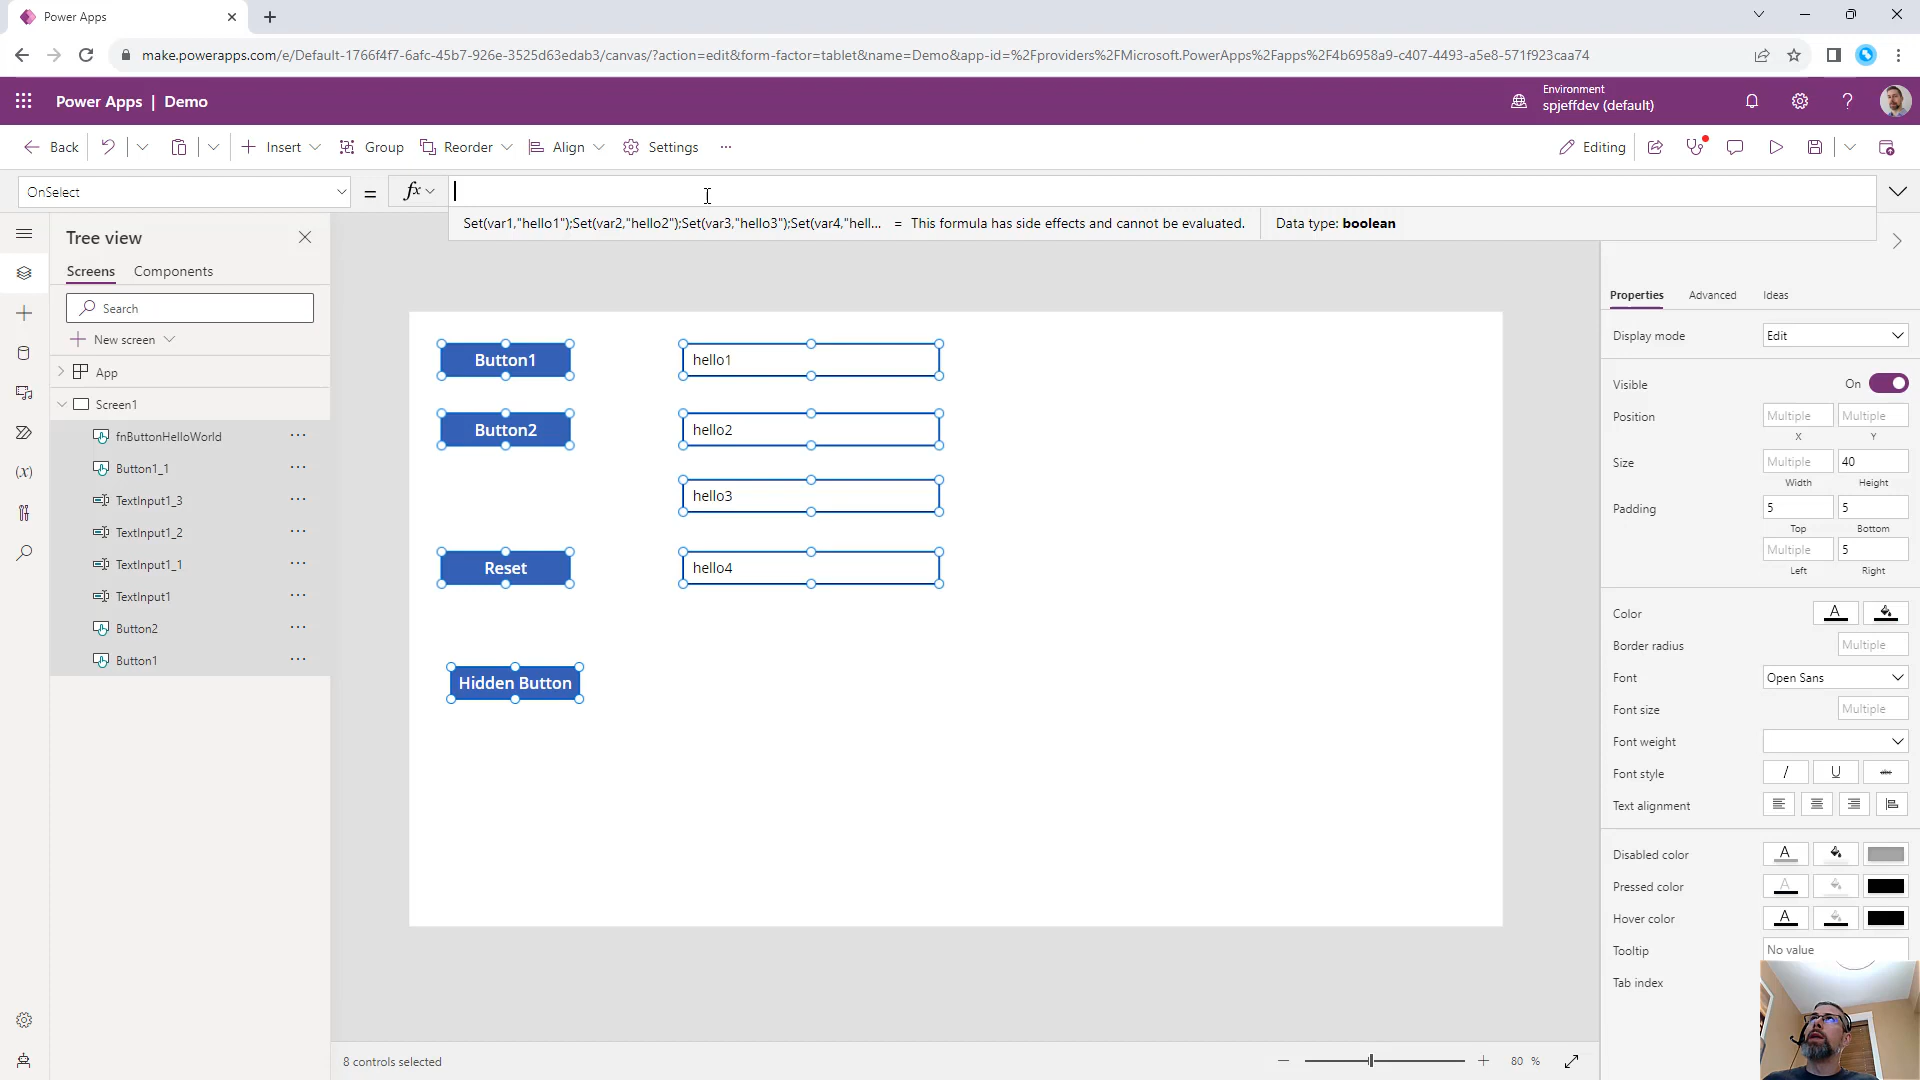 Power Apps
make.powerapps.com/e/Default-1766f4f7-6afc-45b7-926e-3525d63edab3/canvas/?action=edit&form-factor=tablet&name=Demo&app-id=%2Fproviders%2FMicrosoft.PowerApps%2Fapps%2F4b6958a9-c407-4493-a5e8-571f923caa74
Power Apps | Demo
Environment
spjeffdev (default)
Back
Insert
Group
Reorder
Align
Settings
Editing
OnSelect
=
fx
Set(var1,"hello1");Set(var2,"hello2");Set(var3,"hello3");Set(var4,"hell... = This formula has side effects and cannot be evaluated. Data type: boolean
Tree view
Screens Components
Search
New screen
App
Screen1
fnButtonHelloWorld
Button1_1
TextInput1_3
TextInput1_2
TextInput1_1
TextInput1
Button2
Button1
Button1
hello1
Button2
hello2
hello3
Reset
hello4
Hidden Button
Properties Advanced Ideas
Display mode Edit
Visible On
Position Multiple Multiple
X Y
Size Multiple 40
Width Height
Padding 5 5
Top Bottom
Multiple 5
Left Right
Color
Border radius Multiple
Font Open Sans
Font size Multiple
Font weight
Font style
Text alignment
Disabled color
Pressed color
Hover color
Tooltip No value
Tab index
8 controls selected
80 %